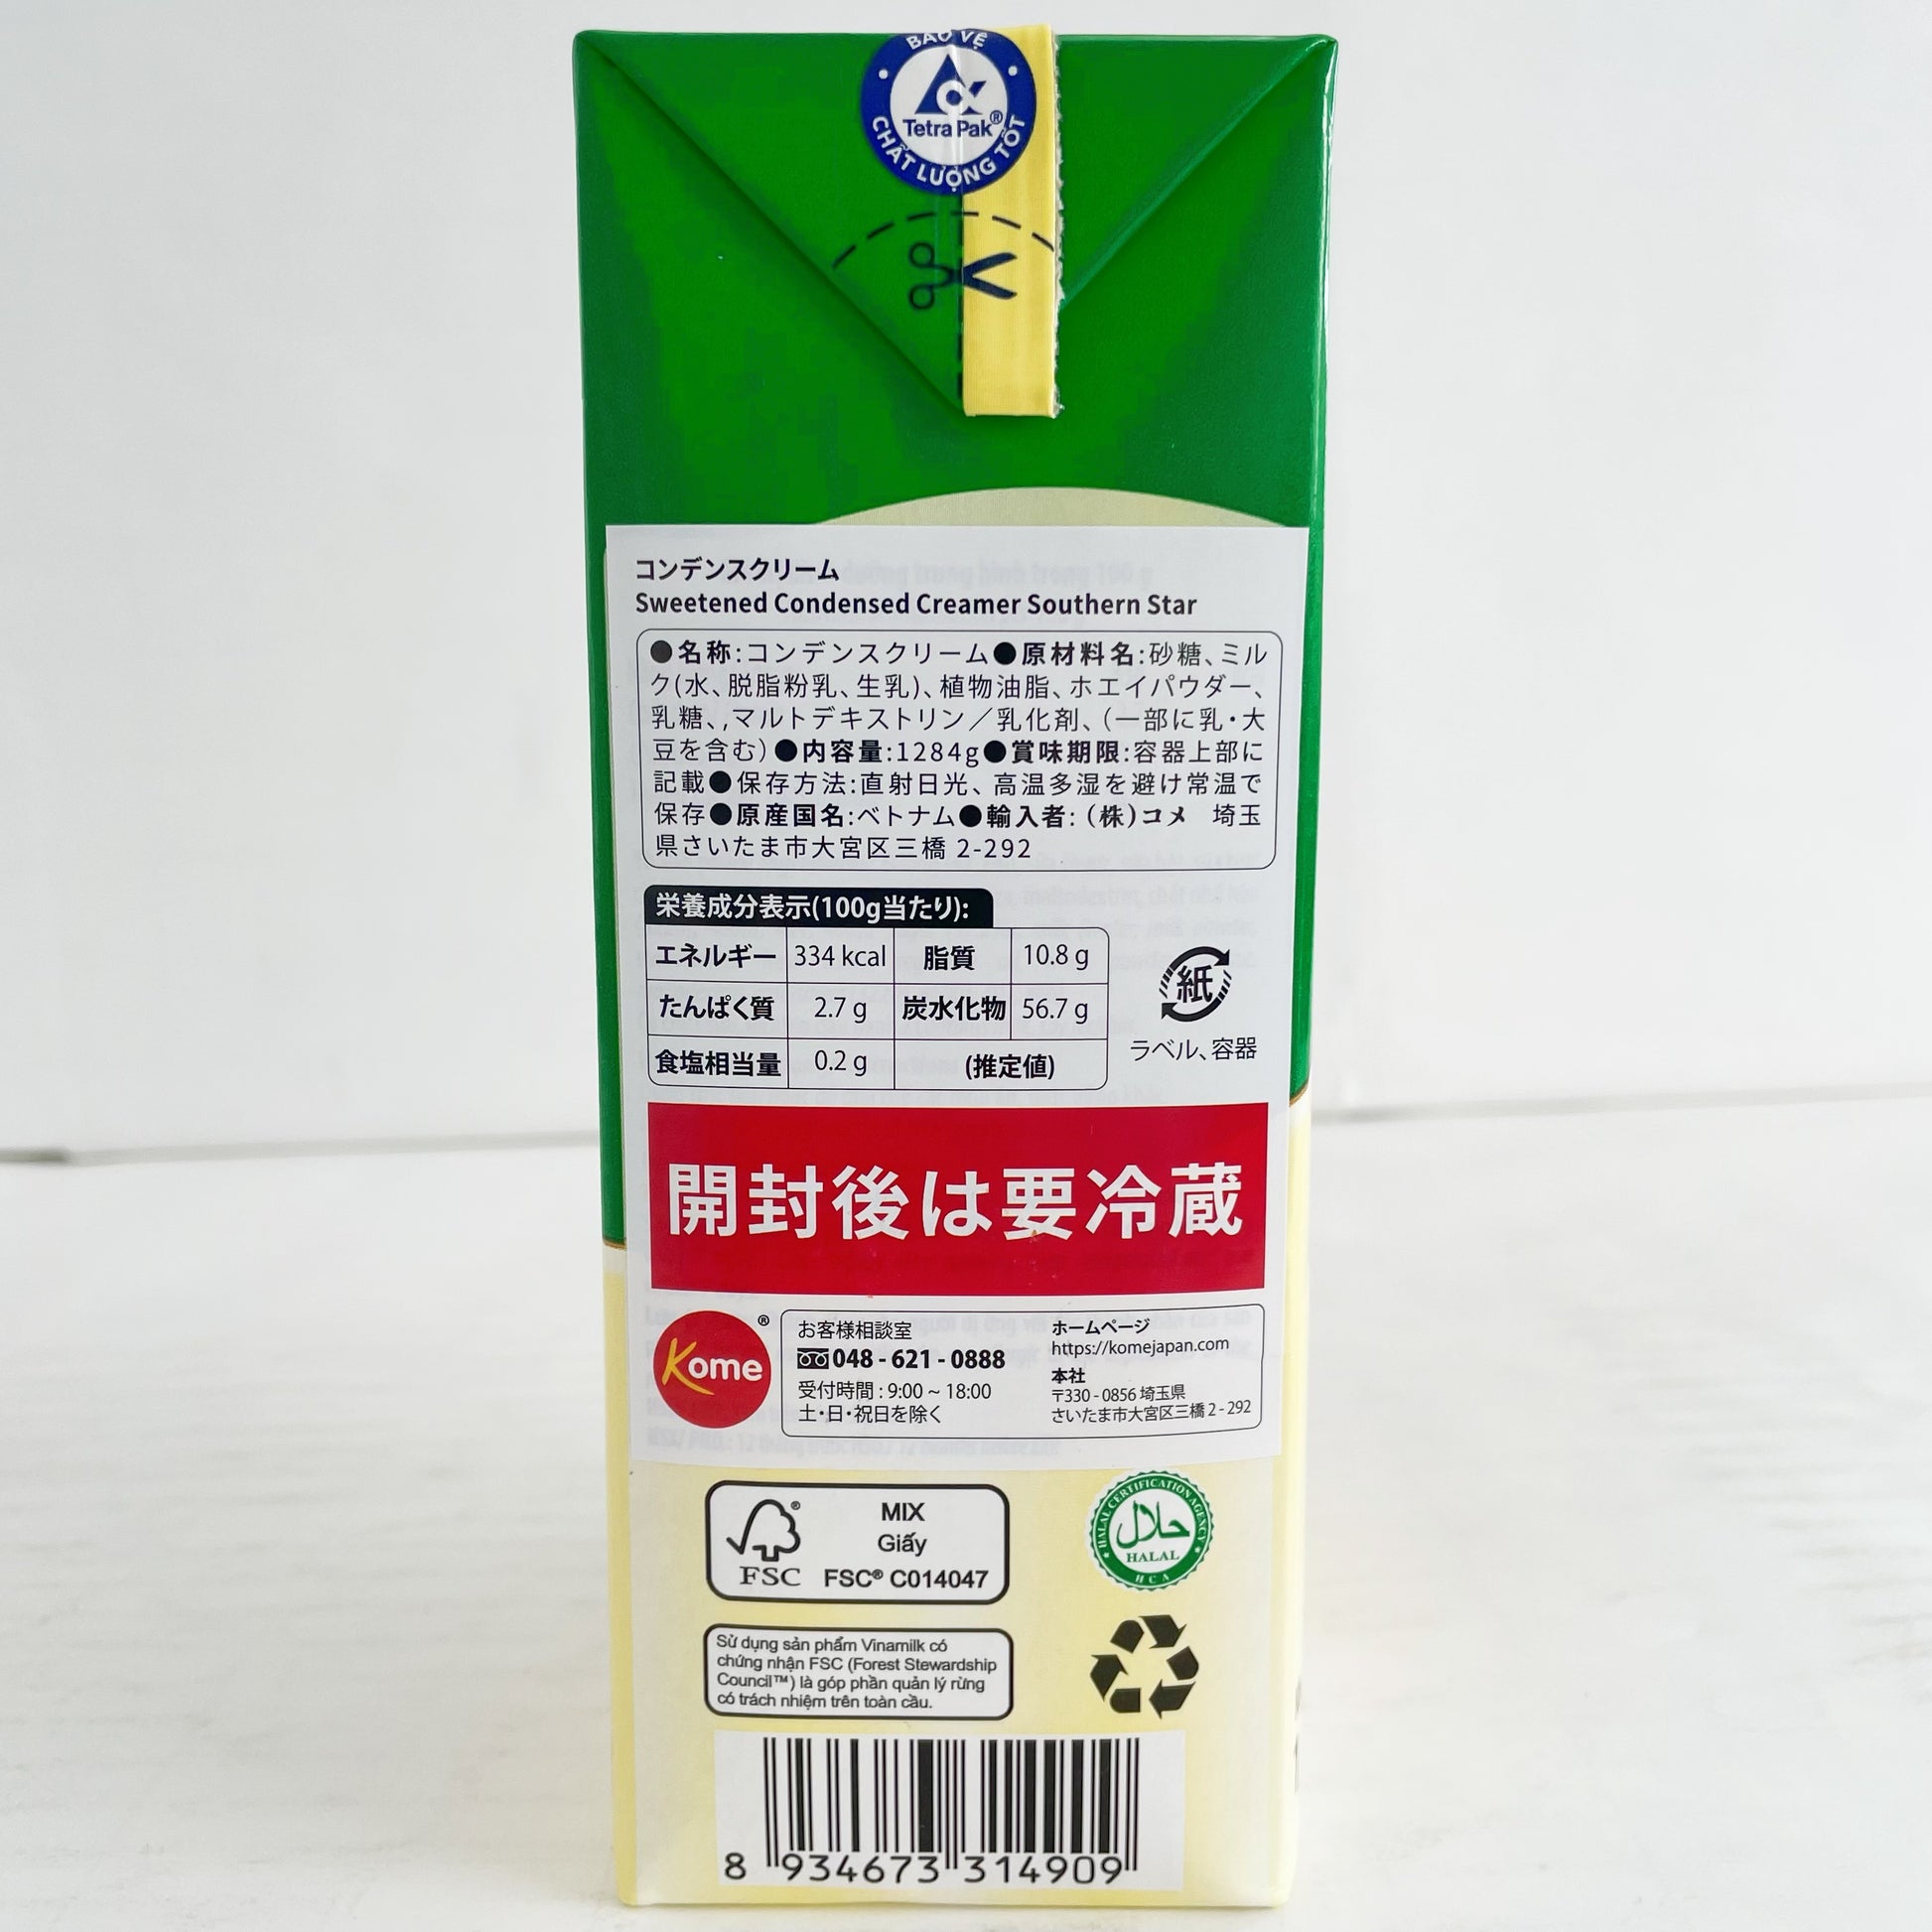 BẢO VỆ
Tetra Pak®
CHẤT LƯỢNG TỐT
コンデンスクリーム
Sweetened Condensed Creamer Southern Star
●名称:コンデンスクリーム●原材料名:砂糖、ミル
ク(水、脱脂粉乳、生乳)、植物油脂、ホエイパウダー、
乳糖、,マルトデキストリン／乳化剤、(一部に乳・大
豆を含む)●内容量:1284g●賞味期限:容器上部に
記載●保存方法:直射日光、高温多湿を避け常温で
保存●原産国名:ベトナム●輸入者:(株)コメ 埼玉
県さいたま市大宮区三橋 2-292
栄養成分表示(100g当たり):
エネルギー 334 kcal 脂質 10.8 g
たんぱく質 2.7 g 炭水化物 56.7 g
食塩相当量 0.2 g (推定値)
紙
ラベル、容器
開封後は要冷蔵
Kome®
お客様相談室
048 - 621 - 0888
受付時間 : 9:00 ~ 18:00
土・日・祝日を除く
ホームページ
https://komejapan.com
本社
〒330 - 0856 埼玉県
さいたま市大宮区三橋 2 - 292
FSC®
MIX
Giấy
FSC® C014047
HALAL CERTIFICATION AGENCY
حلال
HALAL
HCA
Sử dụng sản phẩm Vinamilk có
chứng nhận FSC (Forest Stewardship
Council™) là góp phần quản lý rừng
có trách nhiệm trên toàn cầu.
8 934673 314909